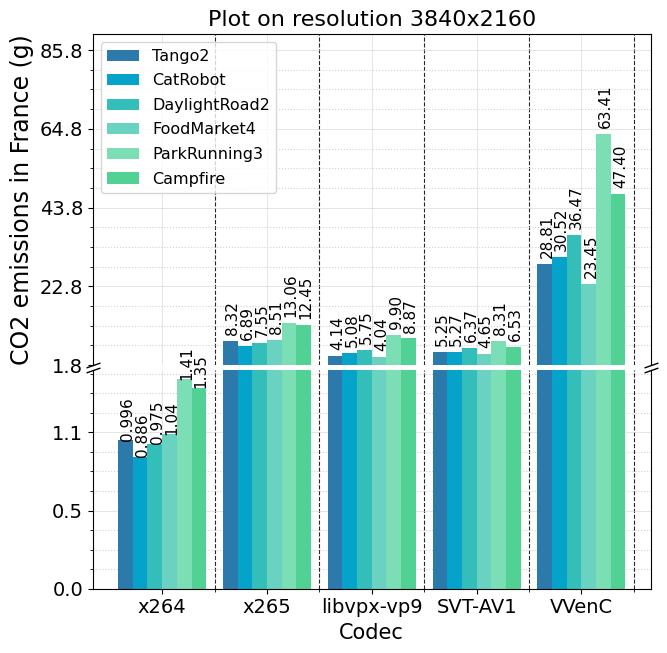 Plot on resolution 3840x2160
CO2 emissions in France (g)
85.8
64.8
43.8
22.8
1.8
1.1
0.5
0.0
Tango2
CatRobot
DaylightRoad2
FoodMarket4
ParkRunning3
Campfire
0.996
0.886
0.975
1.04
1.41
1.35
8.32
6.89
7.55
8.51
13.06
12.45
4.14
5.08
5.75
4.04
9.90
8.87
5.25
5.27
6.37
4.65
8.31
6.53
28.81
30.52
36.47
23.45
63.41
47.40
x264
x265
libvpx-vp9
SVT-AV1
VVenC
Codec